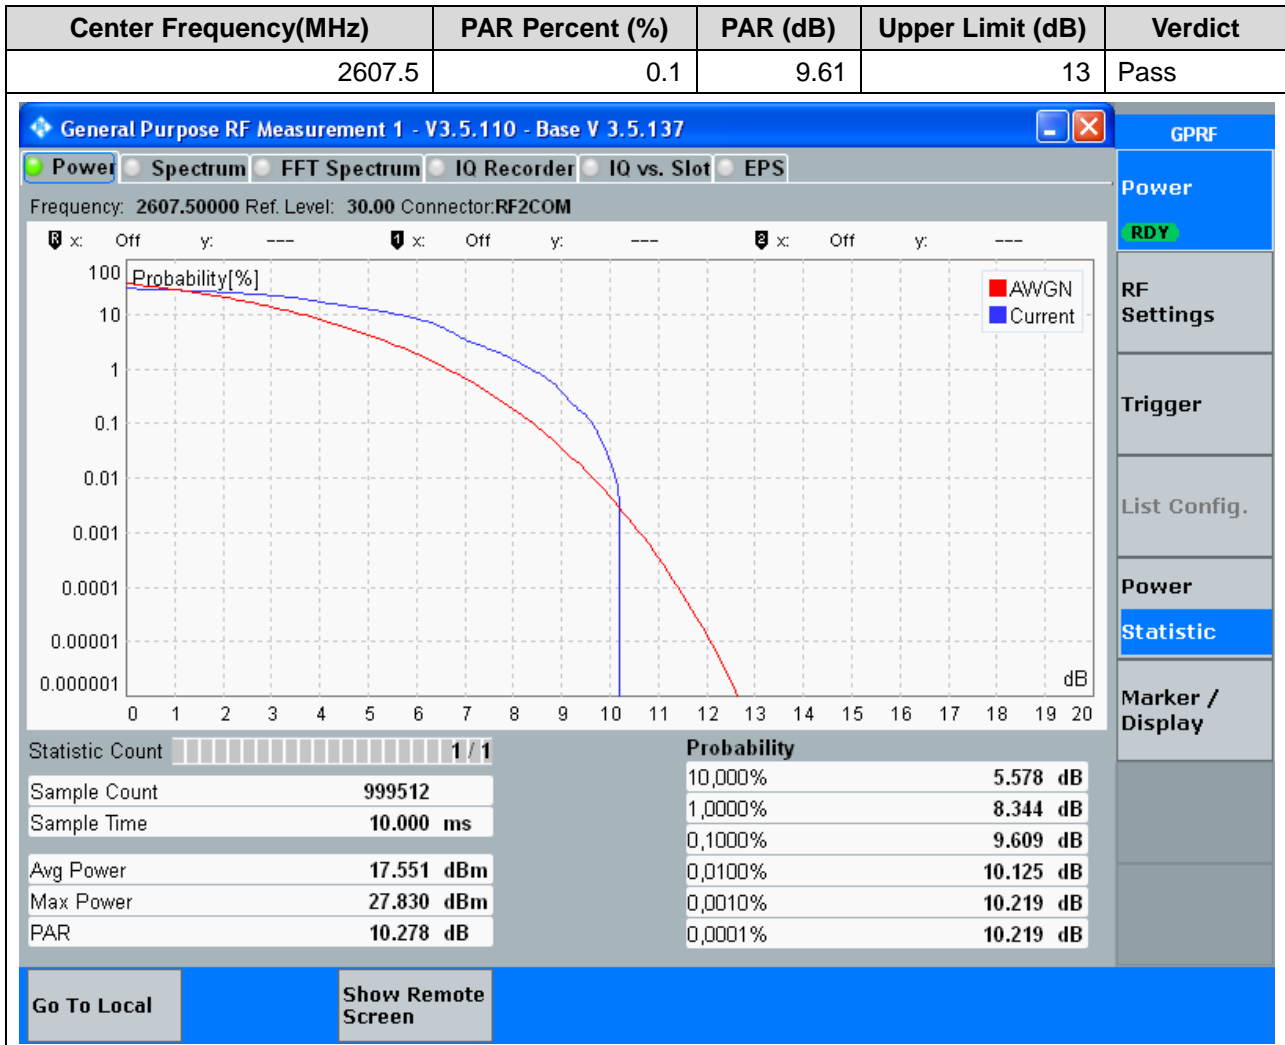 Center Frequency(MHz) PAR Percent (%) PAR (dB) Upper Limit (dB) Verdict
2607.5 0.1 9.61 13 Pass
General Purpose RF Measurement 1 - V3.5.110 - Base V 3.5.137
GPRF
Power Spectrum FFT Spectrum IQ Recorder IQ vs. Slot EPS
Power
RDY
Frequency: 2607.50000 Ref. Level: 30.00 Connector:RF2COM
R x: Off y: --- 1 x: Off y: --- 2 x: Off y: ---
100 Probability[%]
AWGN
Current
10
1
0.1
0.01
0.001
0.0001
0.00001
0.000001
dB
0 1 2 3 4 5 6 7 8 9 10 11 12 13 14 15 16 17 18 19 20
RF
Settings
Trigger
List Config.
Power
Statistic
Marker /
Display
Statistic Count 1 / 1
Sample Count 999512
Sample Time 10.000 ms
Avg Power 17.551 dBm
Max Power 27.830 dBm
PAR 10.278 dB
Probability
10,000% 5.578 dB
1,0000% 8.344 dB
0,1000% 9.609 dB
0,0100% 10.125 dB
0,0010% 10.219 dB
0,0001% 10.219 dB
Go To Local
Show Remote
Screen